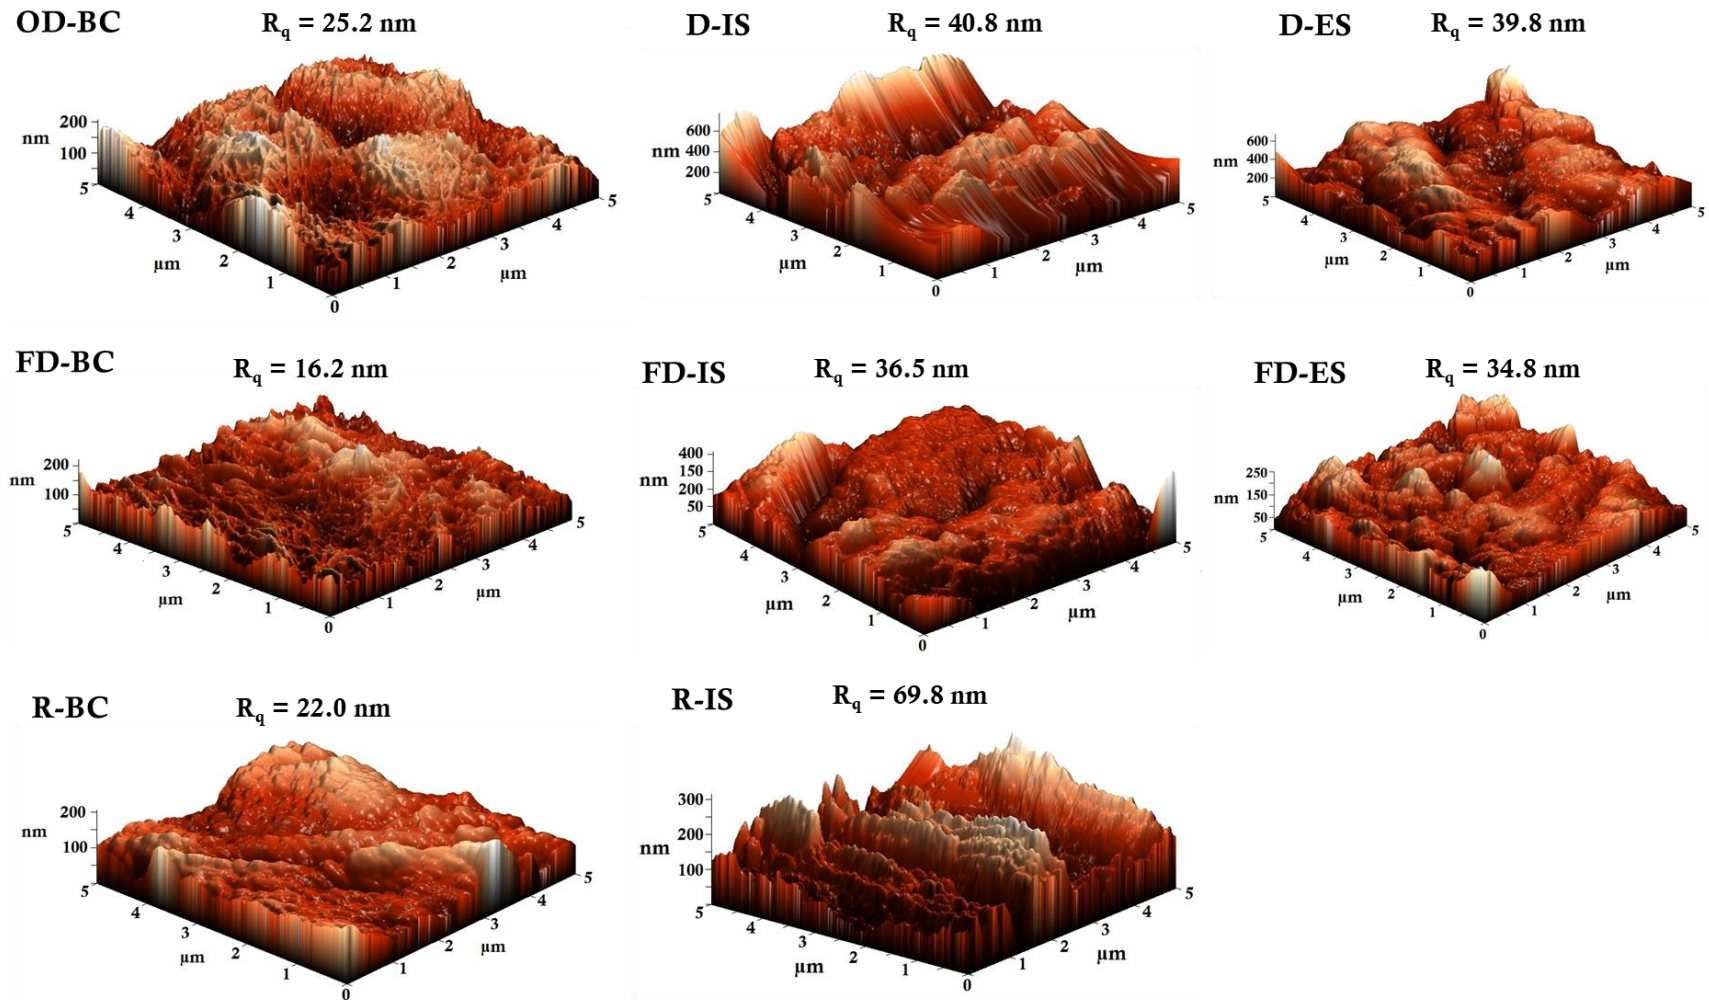 OD-BC
Rq = 25.2 nm
nm
200
100
5
4
3
2
1
0
1
2
3
4
5
µm
µm
D-IS
Rq = 40.8 nm
nm
600
400
200
5
4
3
2
1
0
1
2
3
4
5
µm
µm
D-ES
Rq = 39.8 nm
nm
600
400
200
5
4
3
2
1
0
1
2
3
4
5
µm
µm
FD-BC
Rq = 16.2 nm
nm
200
100
5
4
3
2
1
0
1
2
3
4
5
µm
µm
FD-IS
Rq = 36.5 nm
nm
400
150
200
50
5
4
3
2
1
0
1
2
3
4
5
µm
µm
FD-ES
Rq = 34.8 nm
nm
250
150
50
5
4
3
2
1
0
1
2
3
4
5
µm
µm
R-BC
Rq = 22.0 nm
nm
200
100
5
4
3
2
1
0
1
2
3
4
5
µm
µm
R-IS
Rq = 69.8 nm
nm
300
200
100
5
4
3
2
1
0
1
2
3
4
5
µm
µm